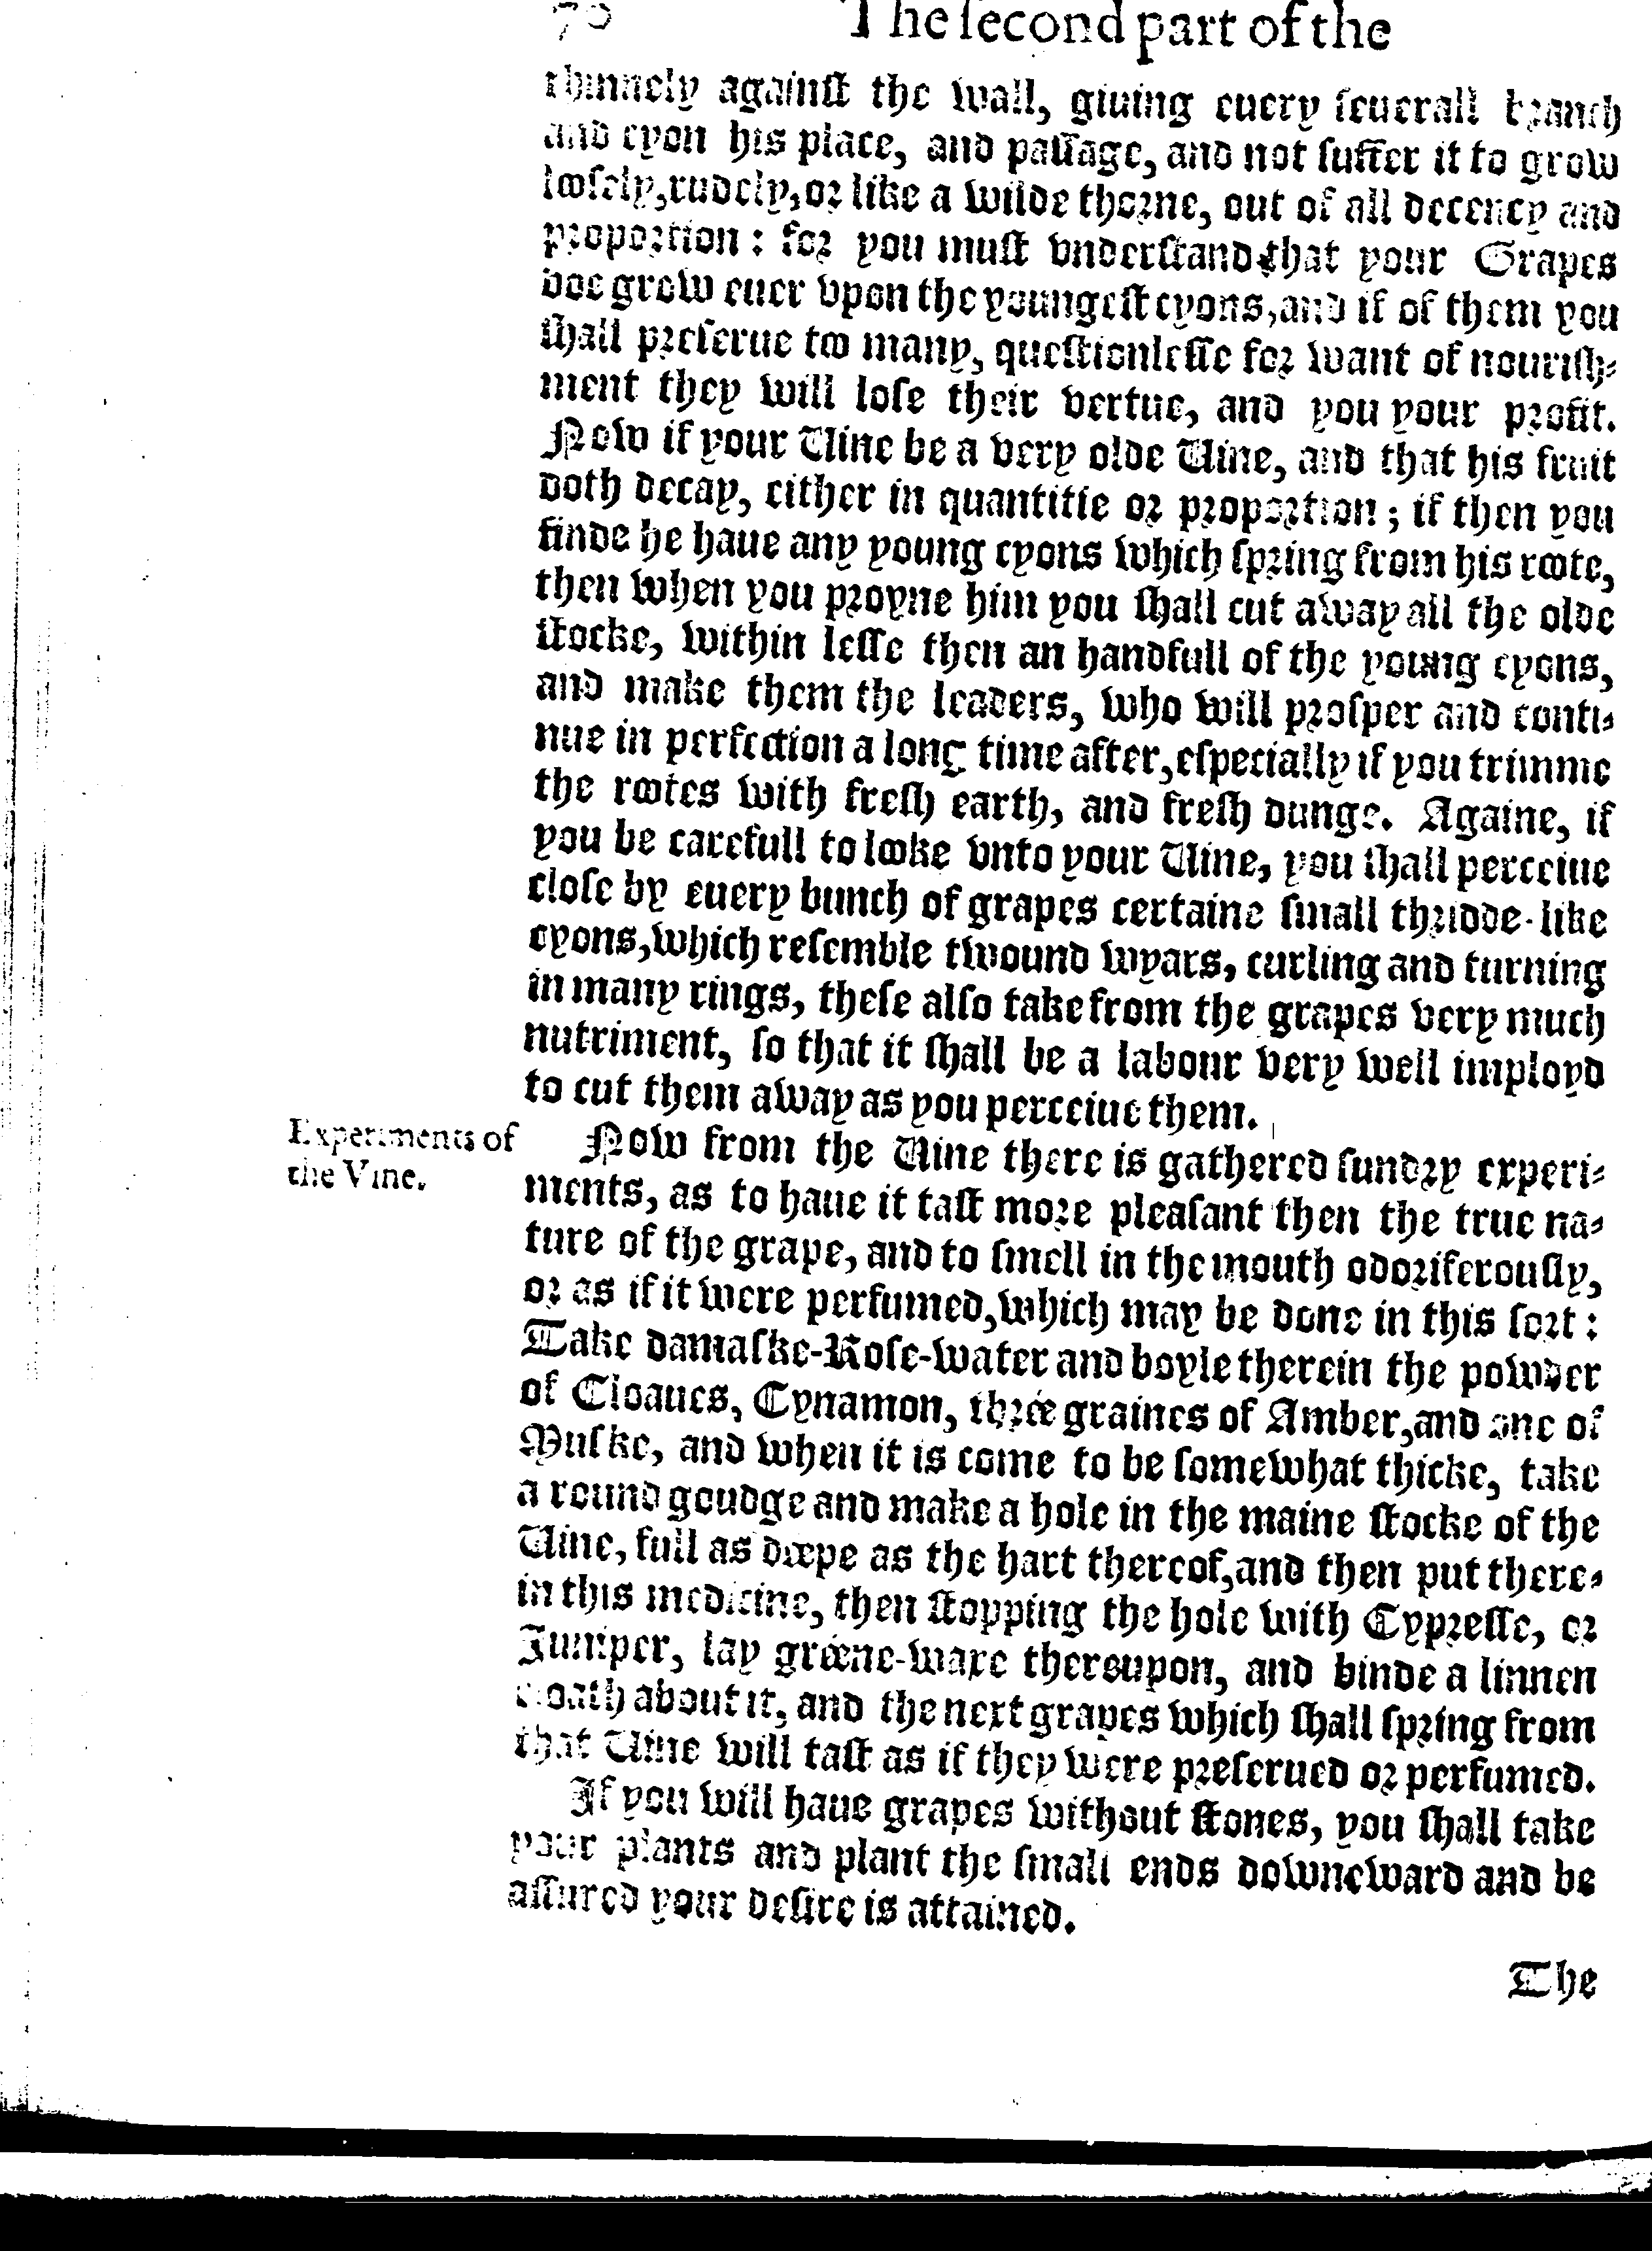 70 The ſecond part of the
thinnely againſt the wall, giuing euery ſeuerall branch
and cyon his place, and paſſage, and not ſuffer it to grow
looſely, rudely, or like a wilde thorne, out of all decency and
proportion: for you muſt vnderſtand that your Grapes
doe grow euer vpon the youngeſt cyons, and if of them you
ſhall preſerue too many, queſtionleſſe for want of nouriſh-
ment they will loſe their vertue, and you your profit.
Now if your Vine be a very olde Vine, and that his fruit
doth decay, either in quantitie or proportion; if then you
finde he haue any young cyons which ſpring from his roote,
then when you proyne him you ſhall cut away all the olde
ſtocke, within leſſe then an handfull of the young cyons,
and make them the leaders, who will proſper and conti-
nue in perfection a long time after, eſpecially if you trimme
the rootes with freſh earth, and freſh dunge. Againe, if
you be carefull to looke vnto your Vine, you ſhall perceiue
cloſe by euery bunch of grapes certaine ſmall thridde-like
cyons, which reſemble twound wyars, curling and turning
in many rings, theſe alſo take from the grapes very much
nutriment, ſo that it ſhall be a labour very well imployd
to cut them away as you perceiue them.
Experiments of
the Vine.
Now from the Vine there is gathered ſundry experi-
ments, as to haue it taſt more pleaſant then the true na-
ture of the grape, and to ſmell in the mouth odoriferouſly,
or as if it were perfumed, which may be done in this ſort:
Take damaſke-Roſe-water and boyle therein the powder
of Cloaues, Cynamon, thrée graines of Amber, and one of
Muſke, and when it is come to be ſomewhat thicke, take
a round goudge and make a hole in the maine ſtocke of the
Vine, full as déepe as the hart thereof, and then put there-
in this medicine, then ſtopping the hole with Cypreſſe, or
Juniper, lay gréene-waxe thereupon, and binde a linnen
cloath about it, and the next grapes which ſhall ſpring from
that Vine will taſt as if they were preſerued or perfumed.
If you will haue grapes without ſtones, you ſhall take
your plants and plant the ſmall ends downeward and be
aſſured your deſire is attained.
The